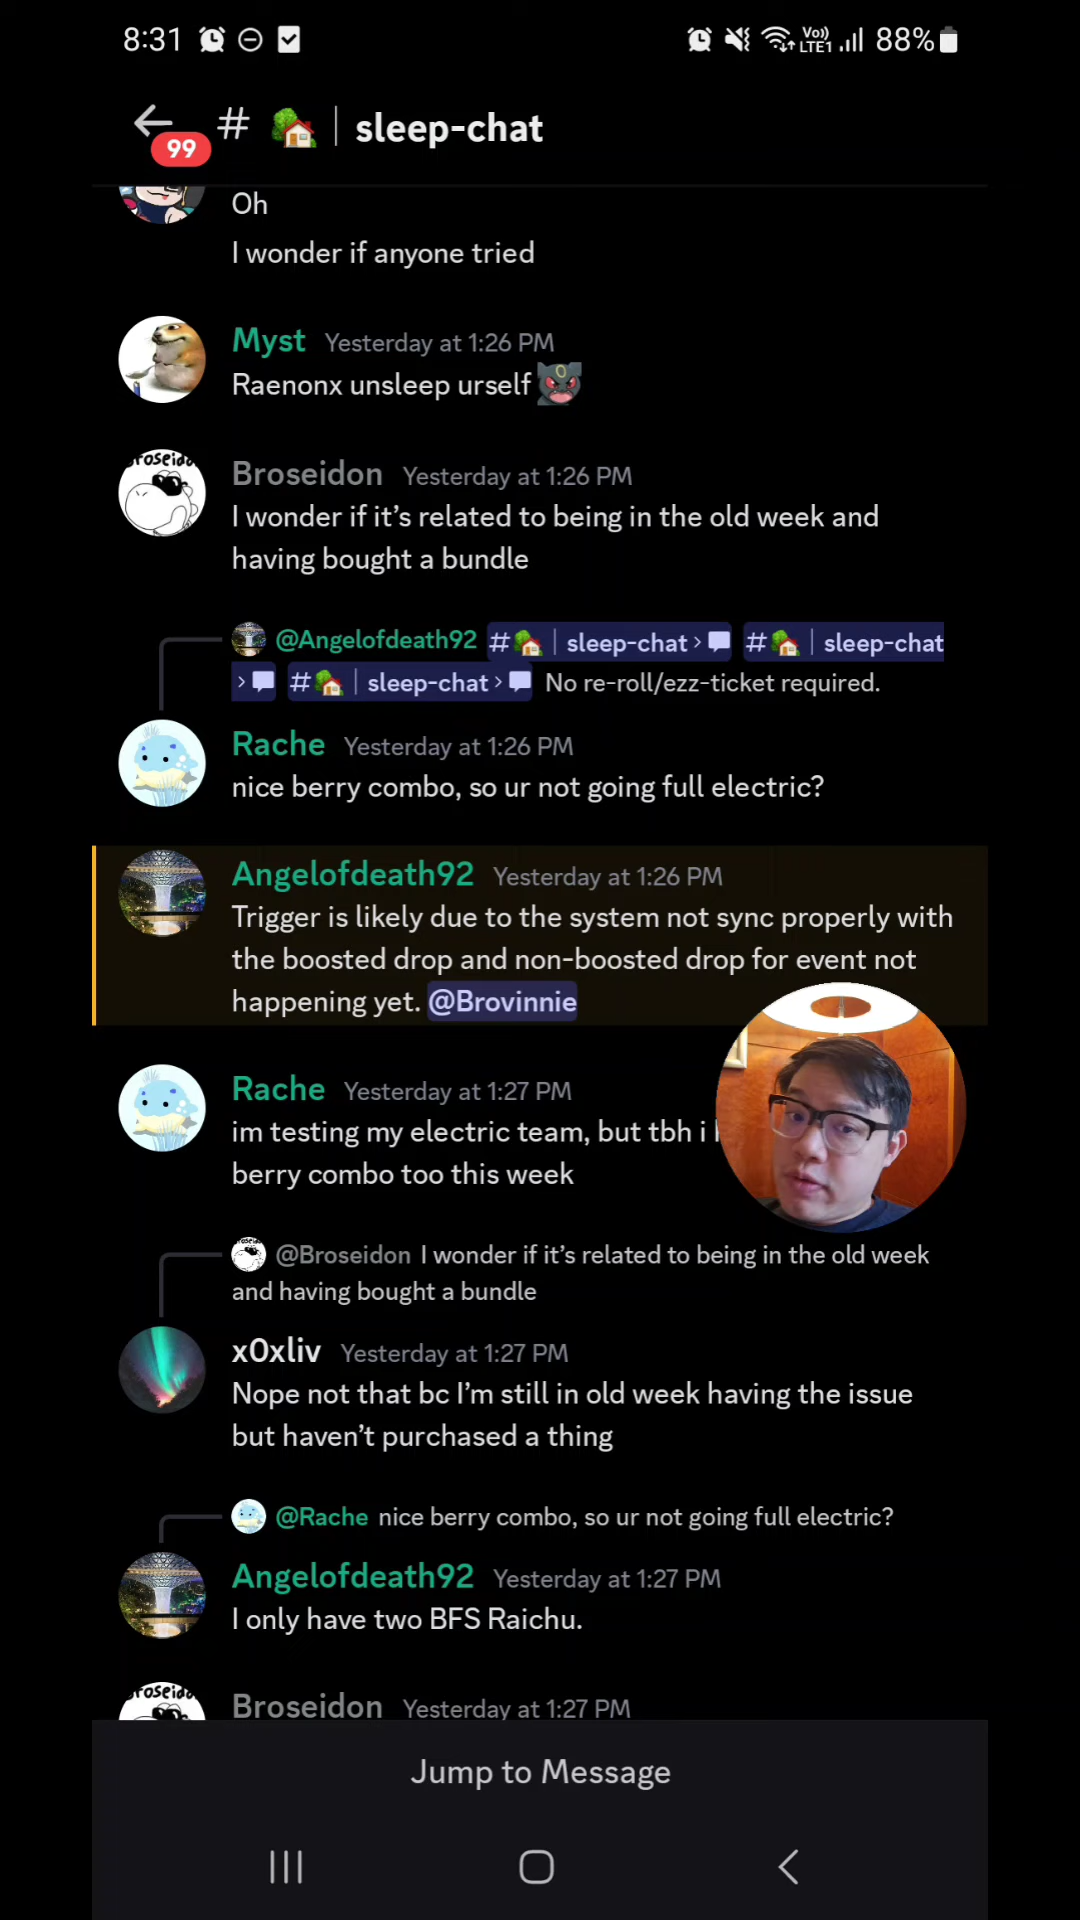 8:31
Vo))
LTE1
88%
99
# | sleep-chat
Oh
I wonder if anyone tried
Myst Yesterday at 1:26 PM
Raenonx unsleep urself
Broseidon Yesterday at 1:26 PM
I wonder if it's related to being in the old week and
having bought a bundle
@Angelofdeath92 # | sleep-chat > # | sleep-chat
> # | sleep-chat > No re-roll/ezz-ticket required.
Rache Yesterday at 1:26 PM
nice berry combo, so ur not going full electric?
Angelofdeath92 Yesterday at 1:26 PM
Trigger is likely due to the system not sync properly with
the boosted drop and non-boosted drop for event not
happening yet. @Brovinnie
Rache Yesterday at 1:27 PM
im testing my electric team, but tbh i
berry combo too this week
@Broseidon I wonder if it's related to being in the old week
and having bought a bundle
x0xliv Yesterday at 1:27 PM
Nope not that bc I'm still in old week having the issue
but haven't purchased a thing
@Rache nice berry combo, so ur not going full electric?
Angelofdeath92 Yesterday at 1:27 PM
I only have two BFS Raichu.
Broseidon Yesterday at 1:27 PM
Jump to Message